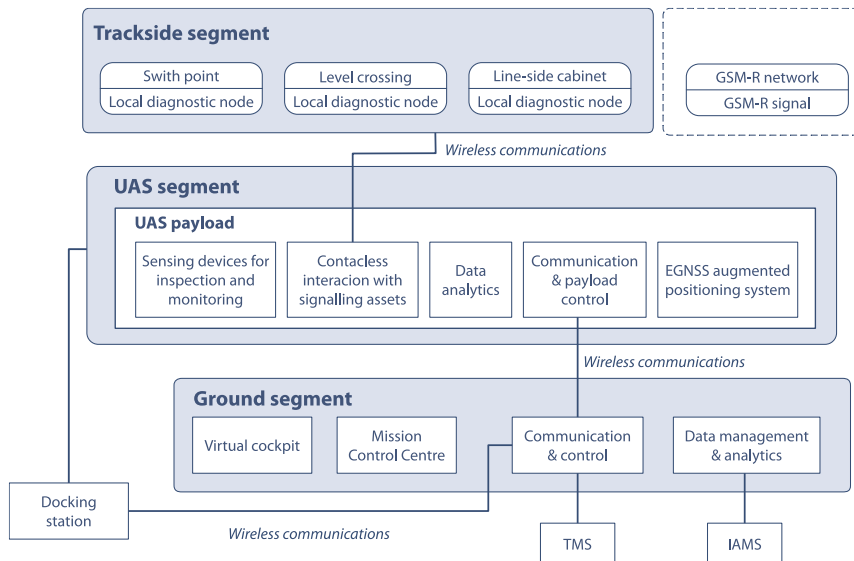 Trackside segment
Swith point
Local diagnostic node
Level crossing
Local diagnostic node
Line-side cabinet
Local diagnostic node
GSM-R network
GSM-R signal
Wireless communications
UAS segment
UAS payload
Sensing devices for
inspection and
monitoring
Contacless
interacion with
signalling assets
Data
analytics
Communication
& payload
control
EGNSS augmented
positioning system
Wireless communications
Ground segment
Virtual cockpit
Mission
Control Centre
Communication
& control
Data management
& analytics
Docking
station
Wireless communications
TMS
IAMS